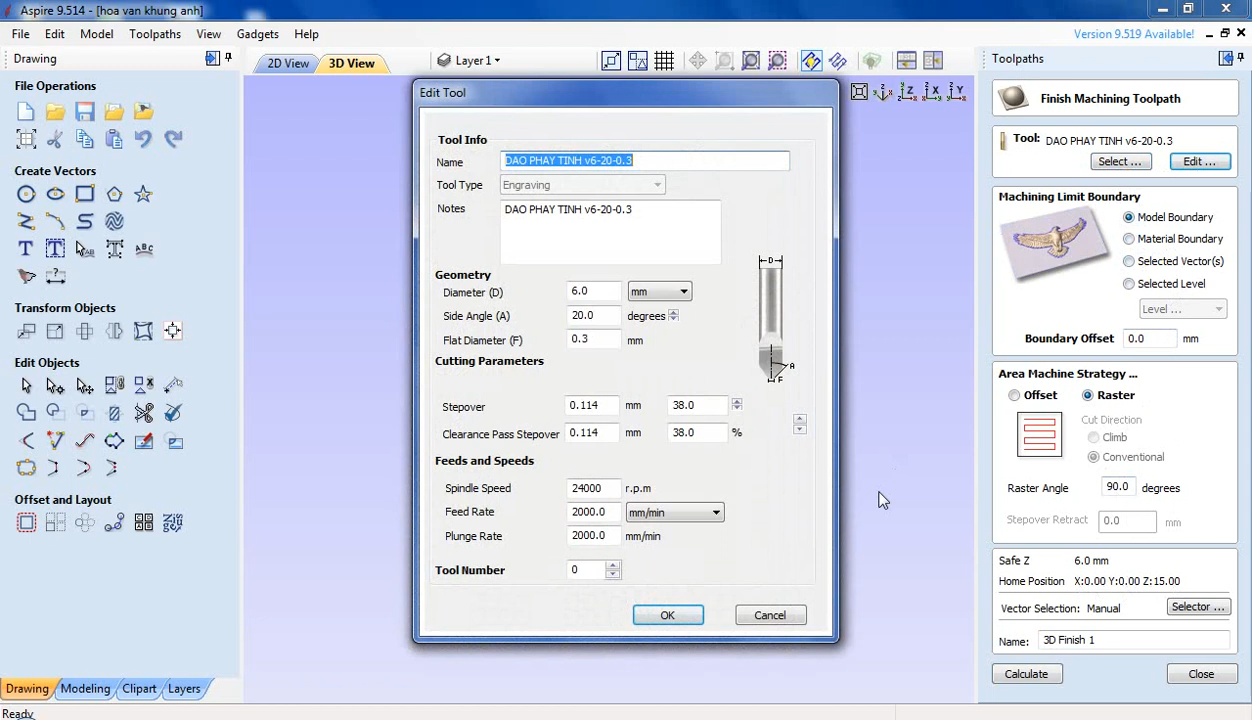 Aspire 9.514 - [hoa van khung anh]
File Edit Model Toolpaths View Gadgets Help
Version 9.519 Available!
Drawing
2D View
3D View
Layer 1
Toolpaths
File Operations
Create Vectors
Transform Objects
Edit Objects
Offset and Layout
Drawing Modeling Clipart Layers
Ready
Edit Tool
Tool Info
Name DAO PHAY TINH v6-20-0.3
Tool Type Engraving
Notes DAO PHAY TINH v6-20-0.3
Geometry
Diameter (D) 6.0 mm
Side Angle (A) 20.0 degrees
Flat Diameter (F) 0.3 mm
D
A
F
Cutting Parameters
Stepover 0.114 mm 38.0
Clearance Pass Stepover 0.114 mm 38.0 %
Feeds and Speeds
Spindle Speed 24000 r.p.m
Feed Rate 2000.0 mm/min
Plunge Rate 2000.0 mm/min
Tool Number 0
OK Cancel
Finish Machining Toolpath
Tool: DAO PHAY TINH v6-20-0.3
Select ... Edit ...
Machining Limit Boundary
Model Boundary
Material Boundary
Selected Vector(s)
Selected Level
Level ...
Boundary Offset 0.0 mm
Area Machine Strategy ...
Offset Raster
Cut Direction
Climb
Conventional
Raster Angle 90.0 degrees
Stepover Retract 0.0 mm
Safe Z 6.0 mm
Home Position X:0.00 Y:0.00 Z:15.00
Vector Selection: Manual Selector ...
Name: 3D Finish 1
Calculate Close